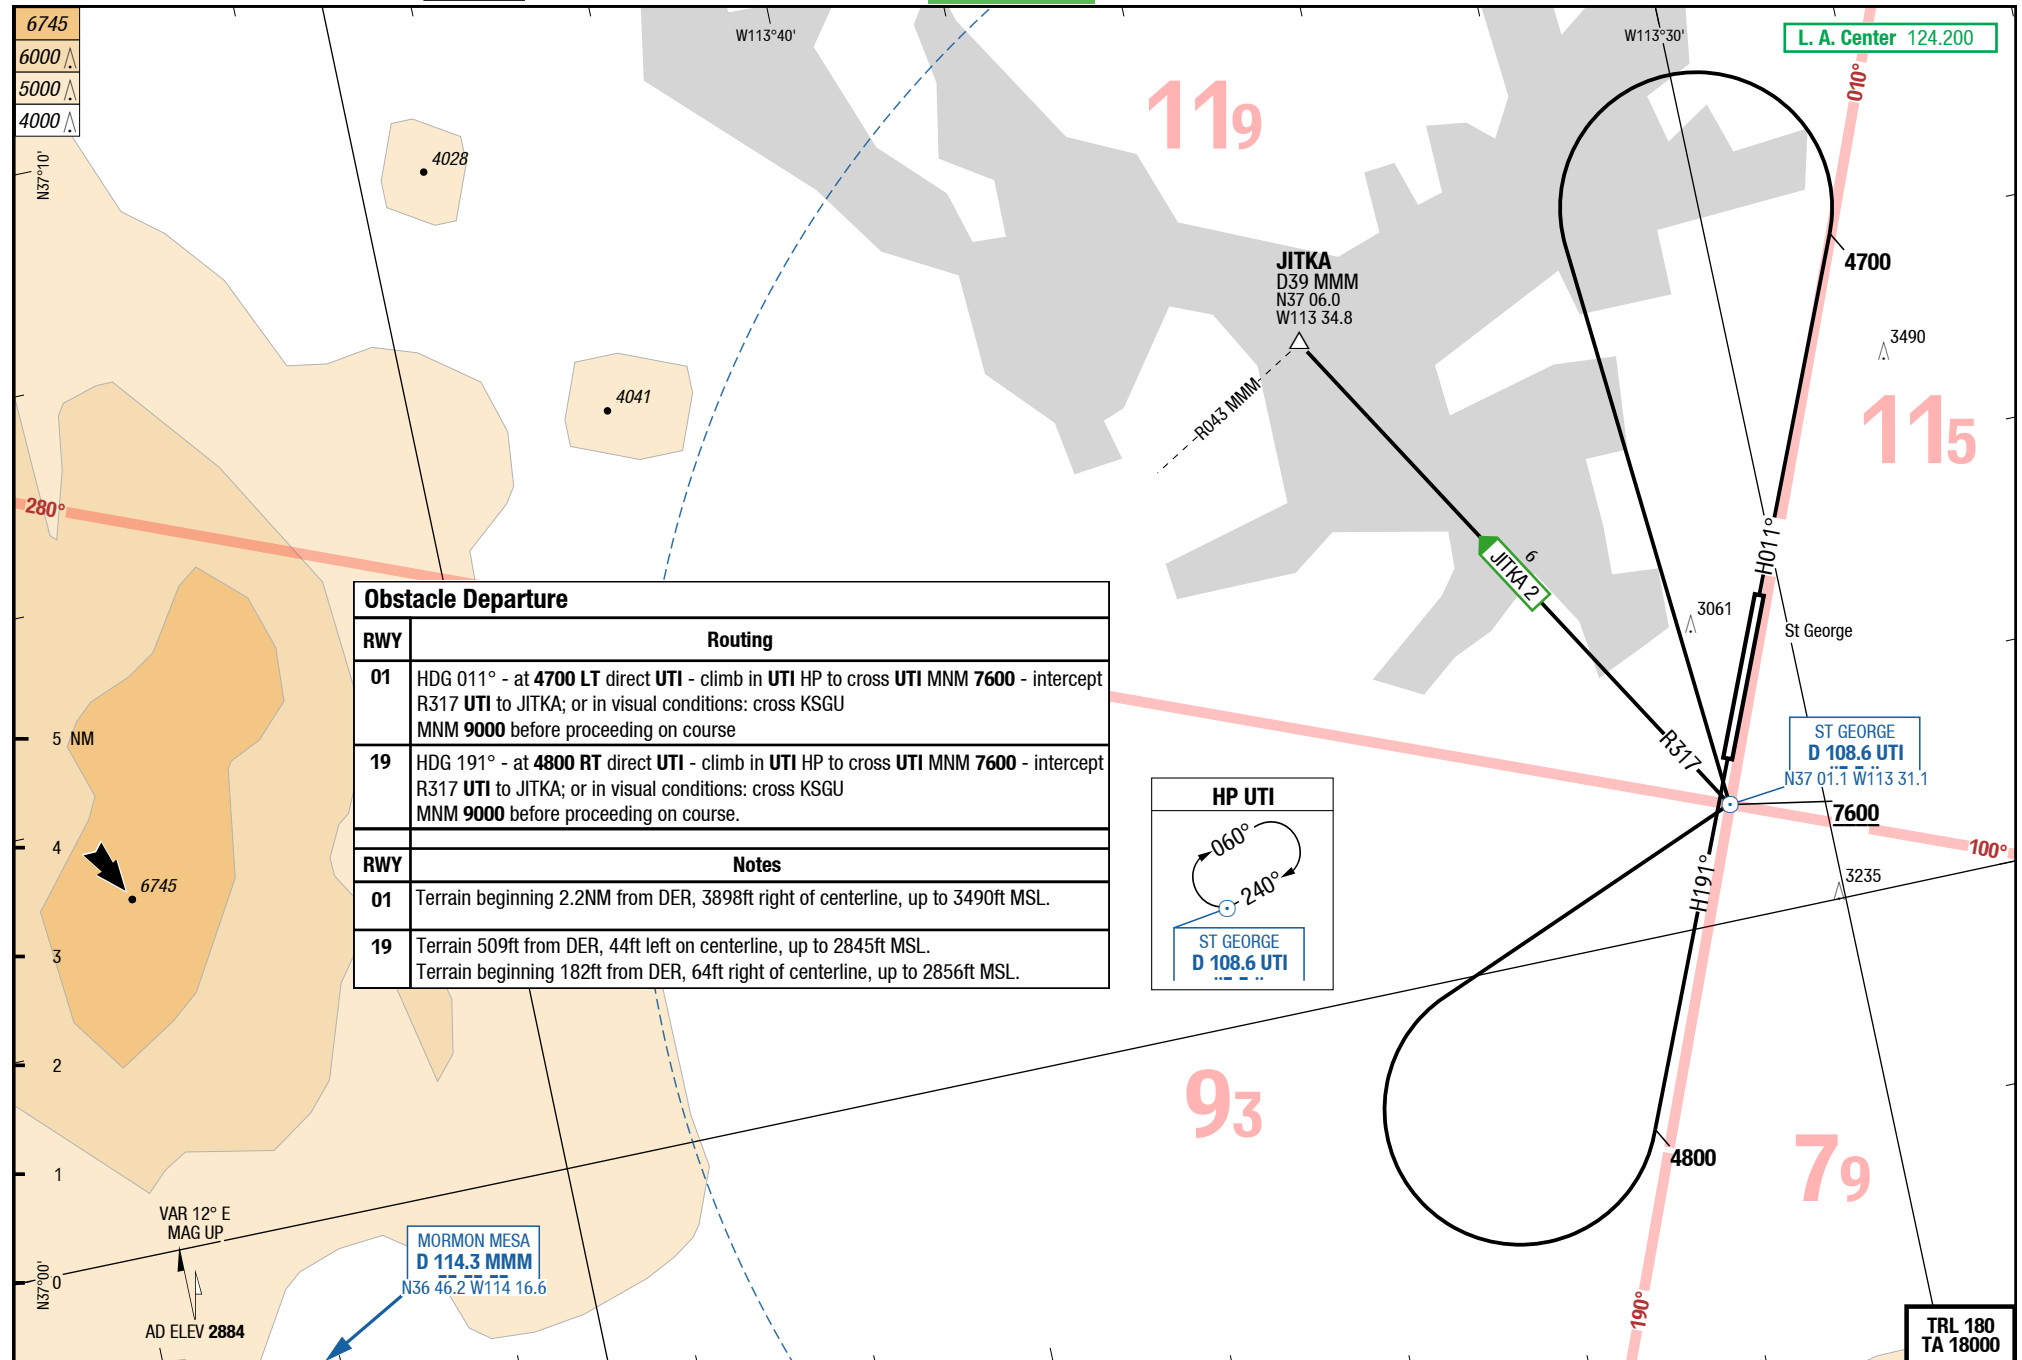 6745
6000
5000
4000
W113°40'
W113°30'
L. A. Center 124.200
010°
119
N37°10'
4028
JITKA
D39 MMM
N37 06.0
W113 34.8
4700
3490
4041
R043 MMM
115
280°
6
JITKA 2
H011°
3061
St George
Obstacle Departure
RWY Routing
01 HDG 011° - at 4700 LT direct UTI - climb in UTI HP to cross UTI MNM 7600 - intercept
R317 UTI to JITKA; or in visual conditions: cross KSGU
MNM 9000 before proceeding on course
19 HDG 191° - at 4800 RT direct UTI - climb in UTI HP to cross UTI MNM 7600 - intercept
R317 UTI to JITKA; or in visual conditions: cross KSGU
MNM 9000 before proceeding on course.
RWY Notes
01 Terrain beginning 2.2NM from DER, 3898ft right of centerline, up to 3490ft MSL.
19 Terrain 509ft from DER, 44ft left on centerline, up to 2845ft MSL.
Terrain beginning 182ft from DER, 64ft right of centerline, up to 2856ft MSL.
R317
ST GEORGE
D 108.6 UTI
N37 01.1 W113 31.1
7600
100°
3235
H191°
HP UTI
060°
240°
ST GEORGE
D 108.6 UTI
5 NM
4
6745
3
2
1
0
93
79
4800
190°
VAR 12° E
MAG UP
N37°00'
AD ELEV 2884
MORMON MESA
D 114.3 MMM
N36 46.2 W114 16.6
TRL 180
TA 18000